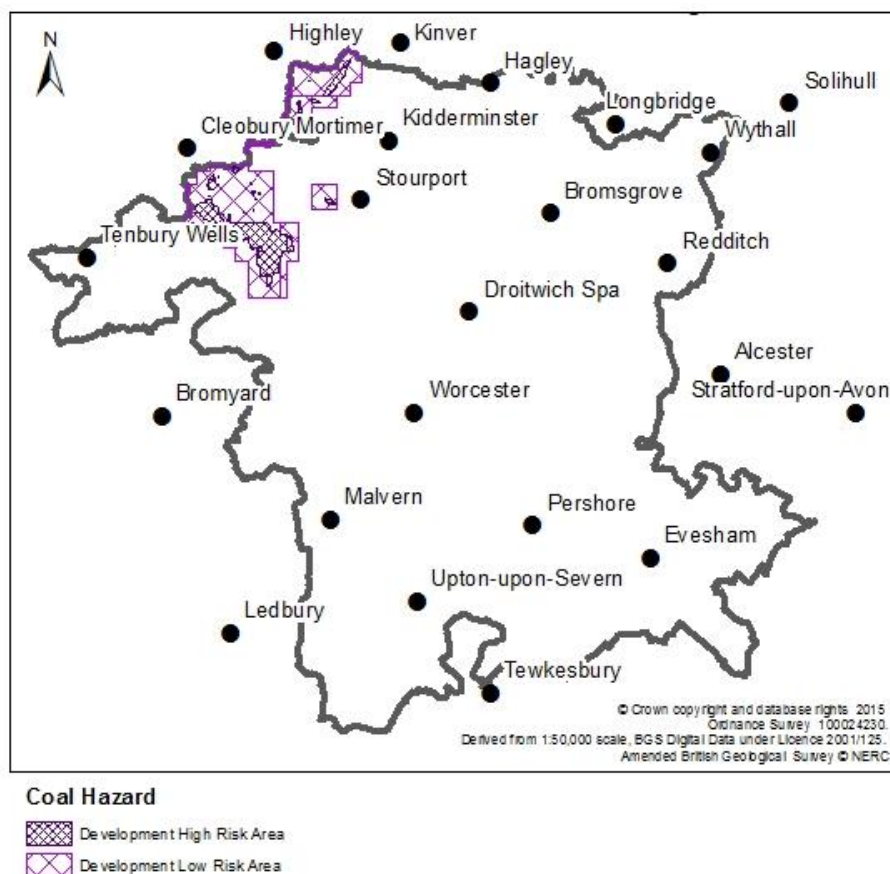 N
Highley
Kinver
Hagley
Solihull
Longbridge
Cleobury Mortimer
Kidderminster
Wythall
Stourport
Bromsgrove
Tenbury Wells
Redditch
Droitwich Spa
Alcester
Bromyard
Worcester
Stratford-upon-Avon
Malvern
Pershore
Evesham
Upton-upon-Severn
Ledbury
Tewkesbury
© Crown copyright and database rights 2015
Ordnance Survey 100024230.
Derived from 1:50,000 scale, BGS Digital Data under Licence 2001/125.
Amended British Geological Survey © NERC
Coal Hazard
Development High Risk Area
Development Low Risk Area